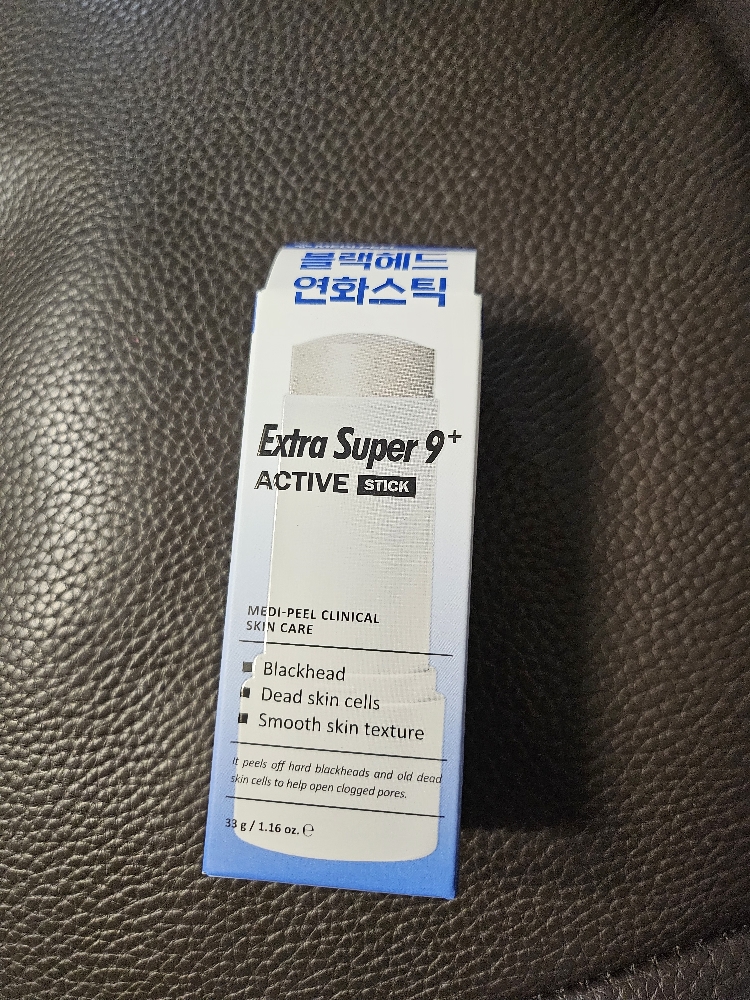 블랙헤드
연화스틱
Extra Super 9+
ACTIVE STICK
MEDI-PEEL CLINICAL
SKIN CARE
■ Blackhead
■ Dead skin cells
■ Smooth skin texture
It peels off hard blackheads and old dead
skin cells to help open clogged pores.
33 g / 1.16 oz. ℮